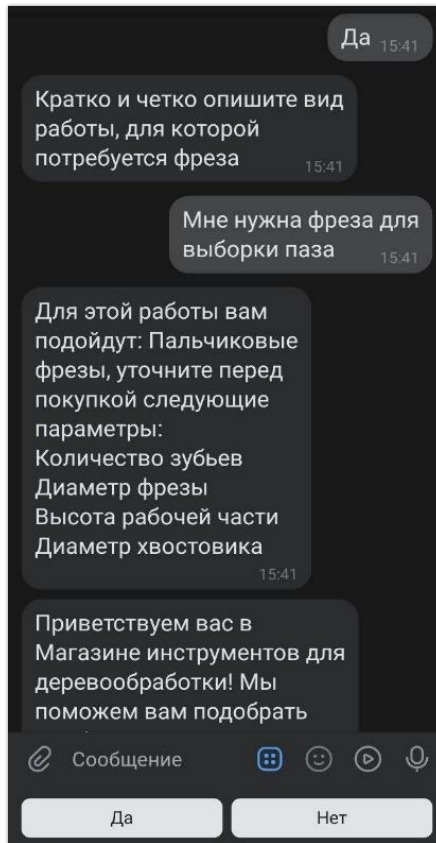 Да 15:41
Кратко и четко опишите вид
работы, для которой
потребуется фреза 15:41
Мне нужна фреза для
выборки паза 15:41
Для этой работы вам
подойдут: Пальчиковые
фрезы, уточните перед
покупкой следующие
параметры:
Количество зубьев
Диаметр фрезы
Высота рабочей части
Диаметр хвостовика
15:41
Приветствуем вас в
Магазине инструментов для
деревообработки! Мы
поможем вам подобрать
Сообщение
Да Нет